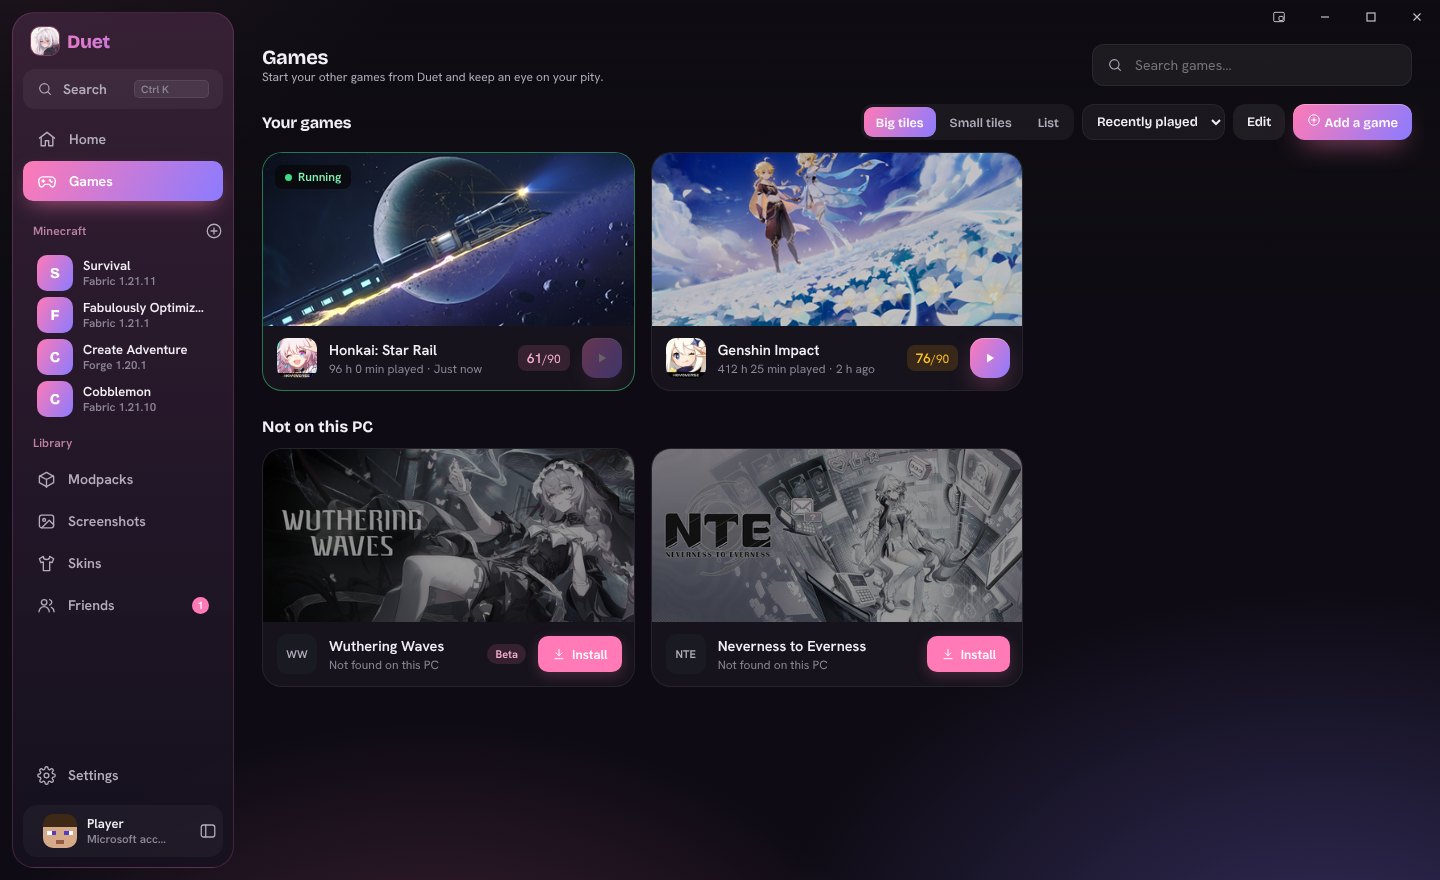 Duet
Search
Ctrl K
Home
Games
Minecraft
S
Survival
Fabric 1.21.11
F
Fabulously Optimiz...
Fabric 1.21.1
C
Create Adventure
Forge 1.20.1
C
Cobblemon
Fabric 1.21.10
Library
Modpacks
Screenshots
Skins
Friends
1
Settings
Player
Microsoft acc...
Games
Start your other games from Duet and keep an eye on your pity.
Search games...
Your games
Big tiles
Small tiles
List
Recently played
Edit
Add a game
Running
Honkai: Star Rail
96 h 0 min played · Just now
61/90
Genshin Impact
412 h 25 min played · 2 h ago
76/90
Not on this PC
WUTHERING
WAVES
WW
Wuthering Waves
Not found on this PC
Beta
Install
NTE
NEVERNESS TO EVERNESS
NTE
Neverness to Everness
Not found on this PC
Install